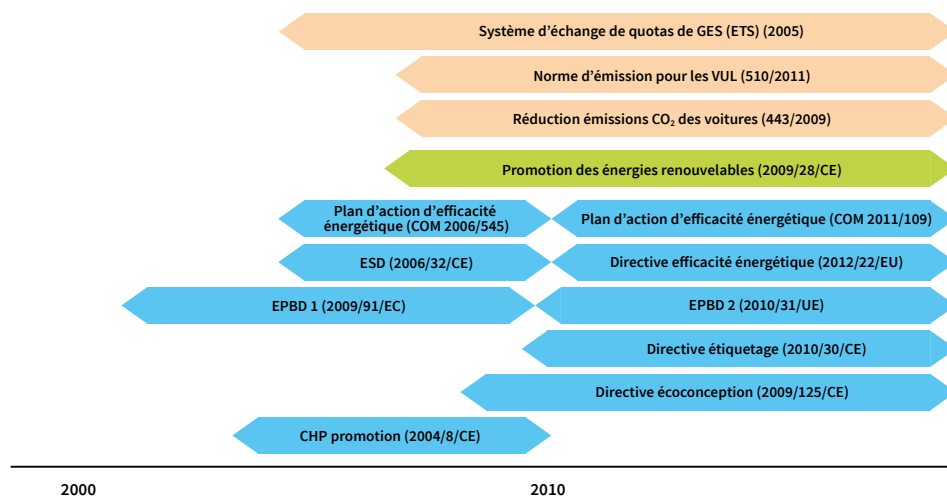 Système d’échange de quotas de GES (ETS) (2005)
Norme d’émission pour les VUL (510/2011)
Réduction émissions CO₂ des voitures (443/2009)
Promotion des énergies renouvelables (2009/28/CE)
Plan d’action d’efficacité
énergétique (COM 2006/545)
Plan d’action d’efficacité énergétique (COM 2011/109)
ESD (2006/32/CE)
Directive efficacité énergétique (2012/22/EU)
EPBD 1 (2009/91/EC)
EPBD 2 (2010/31/UE)
Directive étiquetage (2010/30/CE)
Directive écoconception (2009/125/CE)
CHP promotion (2004/8/CE)
2000
2010